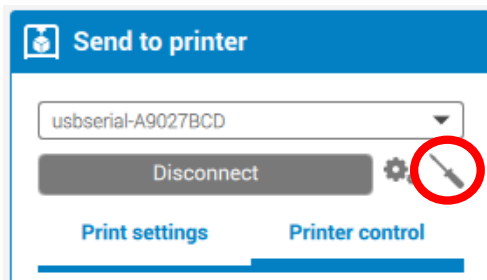 Send to printer
usbserial-A9027BCD
Disconnect
Print settings Printer control